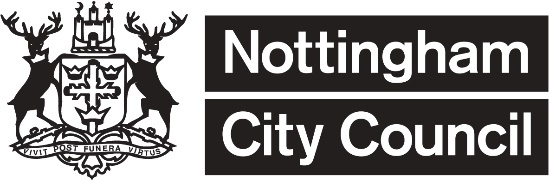 VIVIT POST FUNERA VIRTUS
Nottingham
City Council